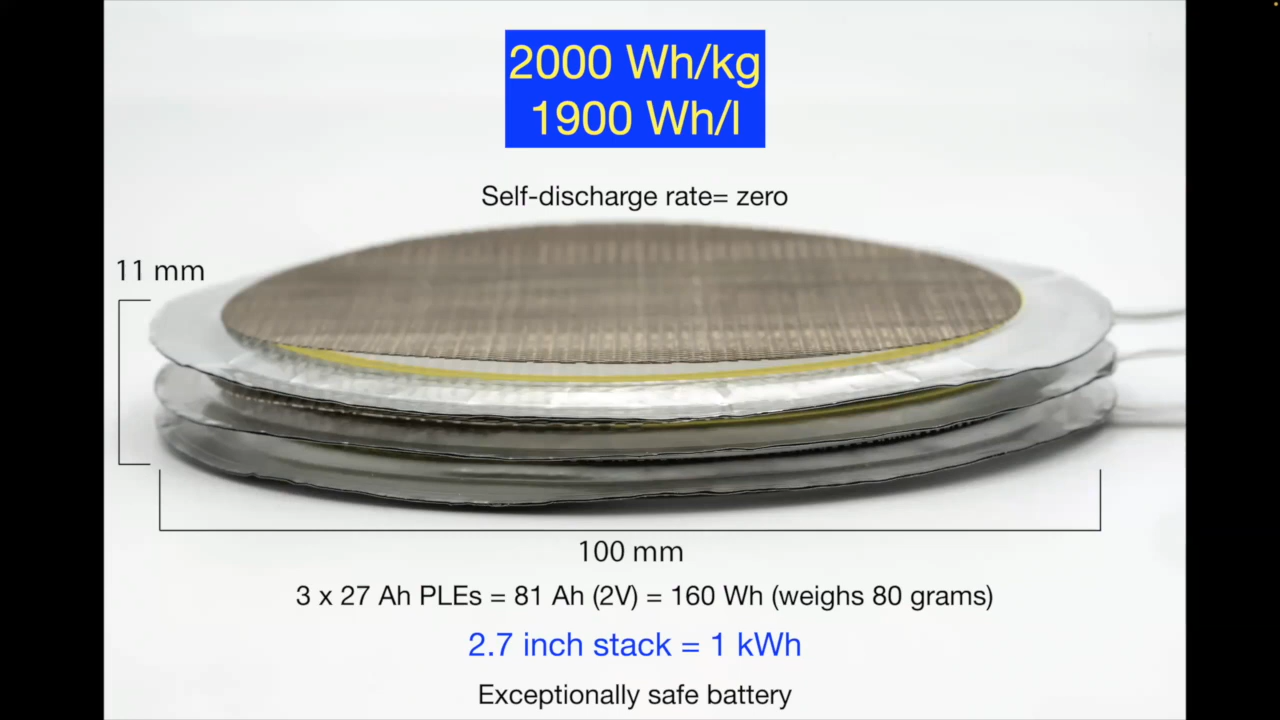 2000 Wh/kg
1900 Wh/l
Self-discharge rate= zero
11 mm
100 mm
3 x 27 Ah PLEs = 81 Ah (2V) = 160 Wh (weighs 80 grams)
2.7 inch stack = 1 kWh
Exceptionally safe battery